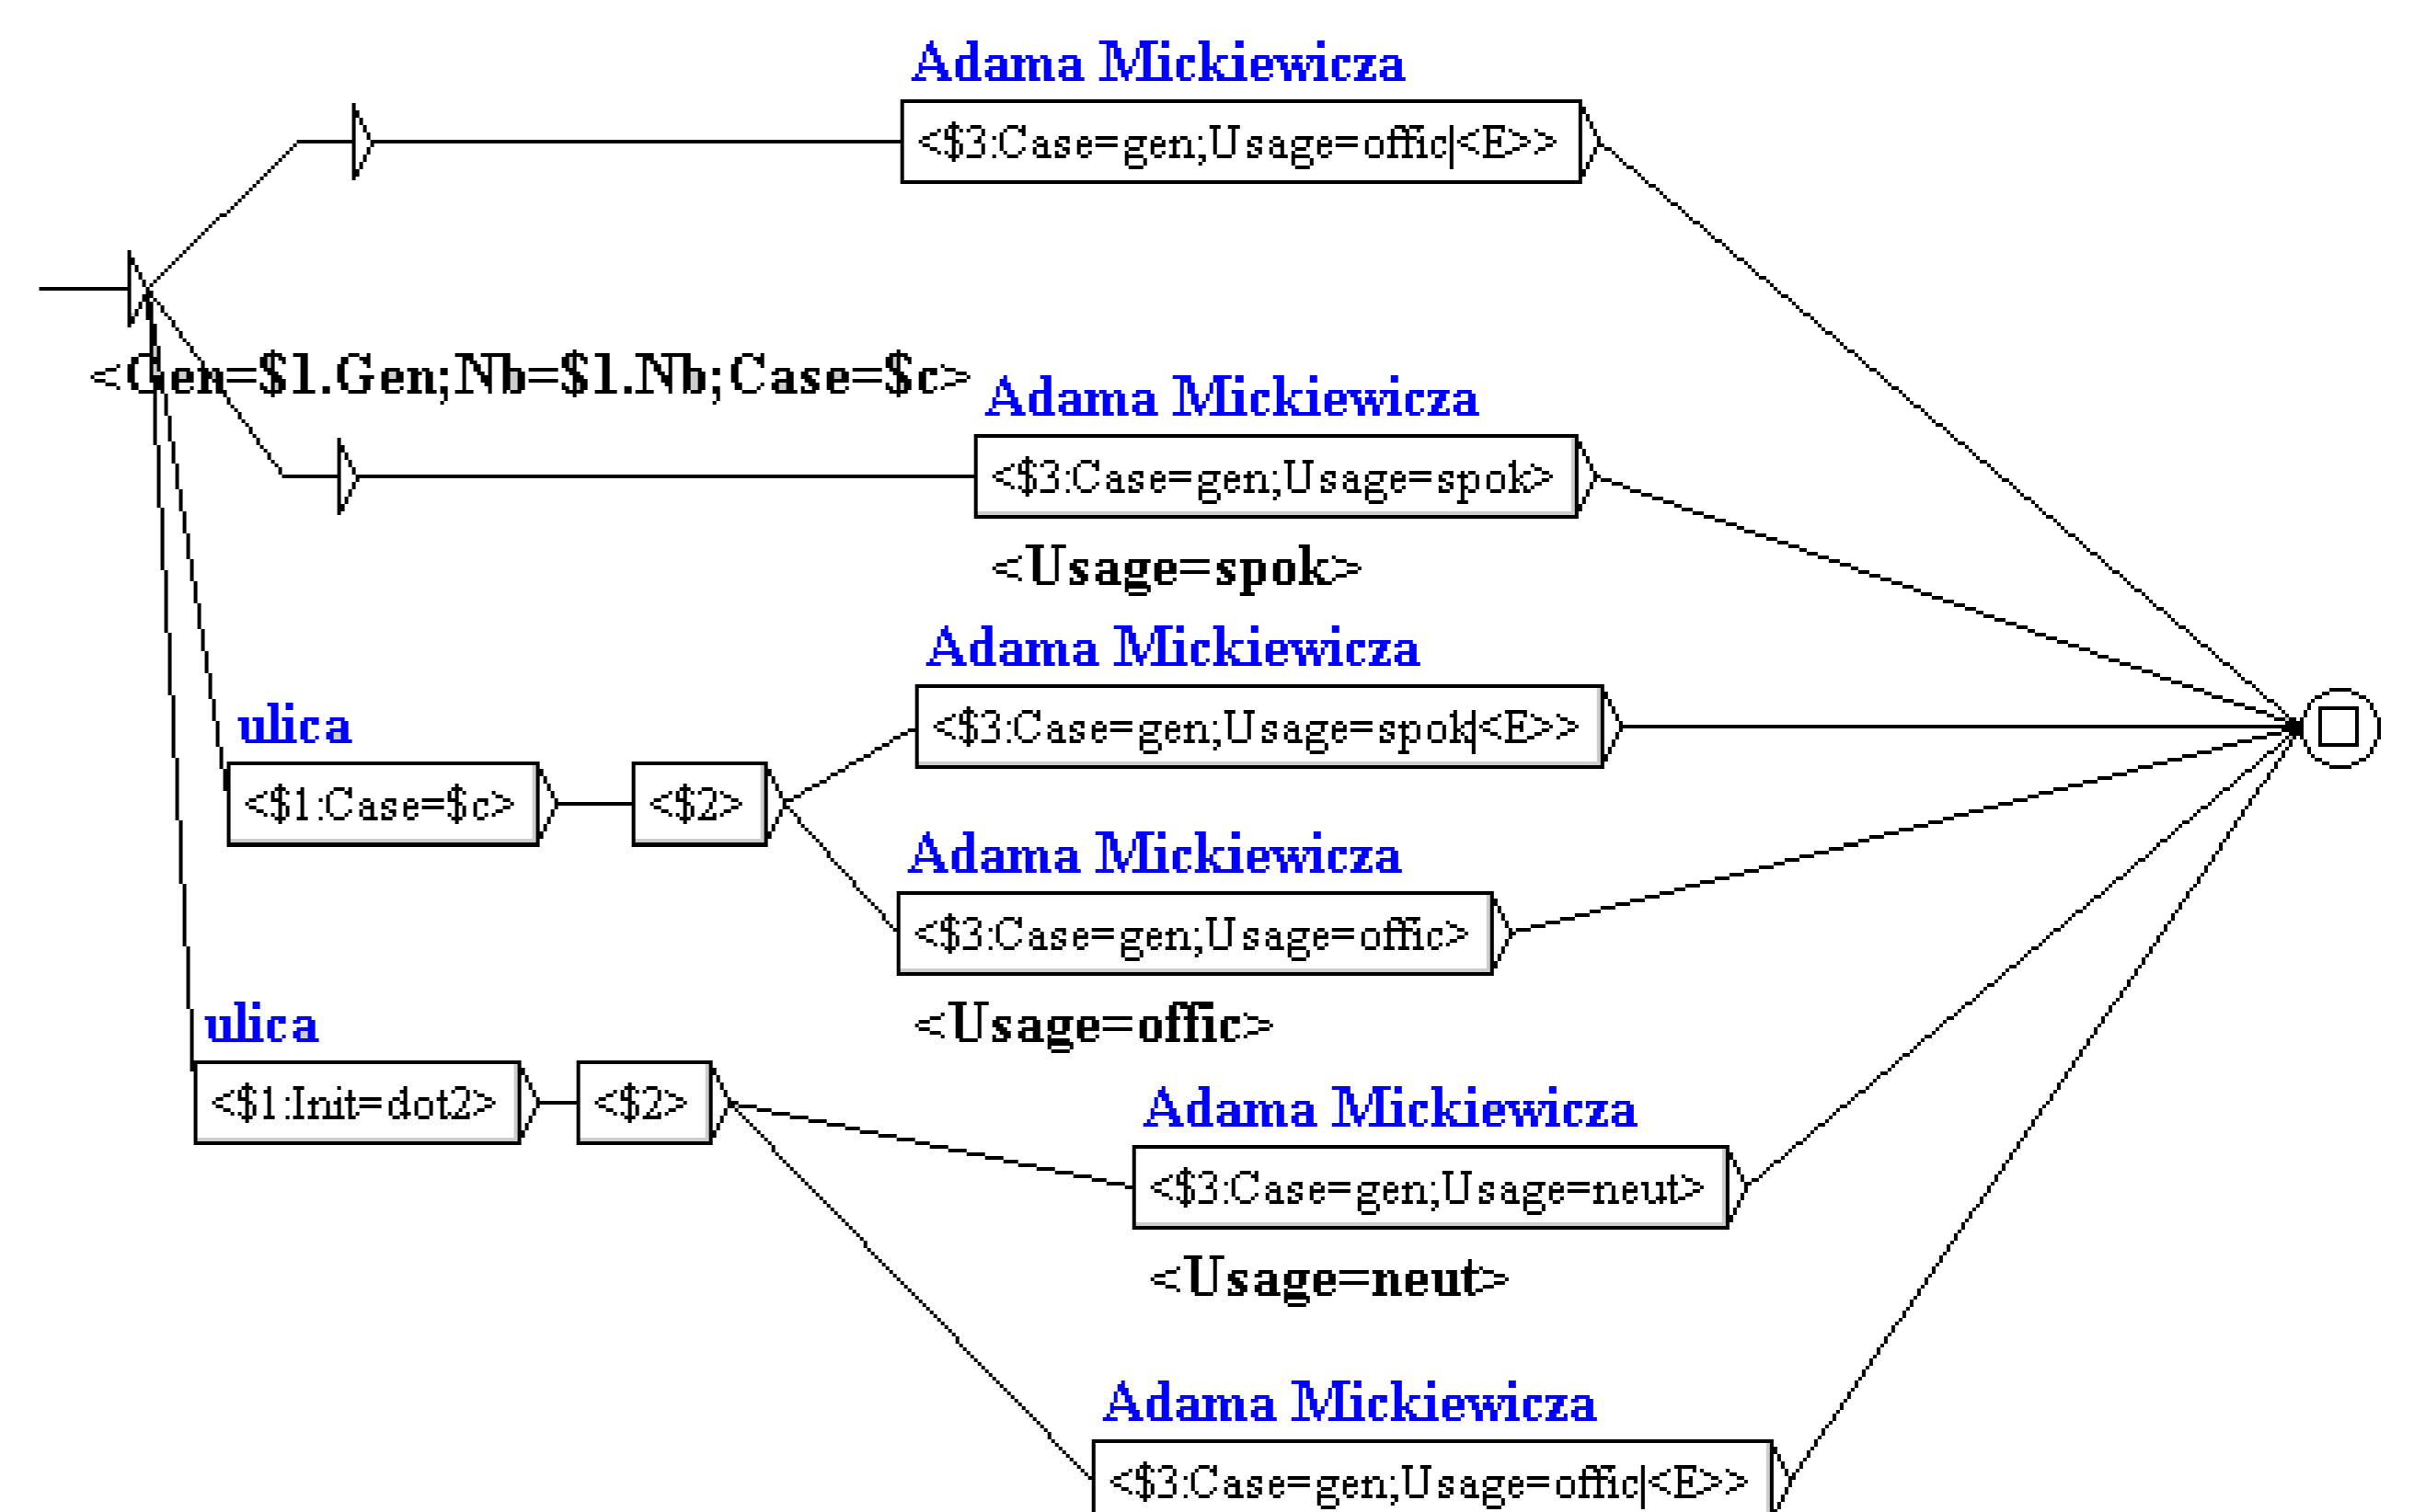 Adama Mickiewicza
<$3:Case=gen;Usage=offic|<E>>
<Gen=$1.Gen;Nb=$1.Nb;Case=$c>
Adama Mickiewicza
<$3:Case=gen;Usage=spok>
<Usage=spok>
Adama Mickiewicza
<$3:Case=gen;Usage=spok|<E>>
ulica
<$1:Case=$c>
<$2>
Adama Mickiewicza
<$3:Case=gen;Usage=offic>
<Usage=offic>
ulica
<$1:Init=dot2>
<$2>
Adama Mickiewicza
<$3:Case=gen;Usage=neut>
<Usage=neut>
Adama Mickiewicza
<$3:Case=gen;Usage=offic|<E>>